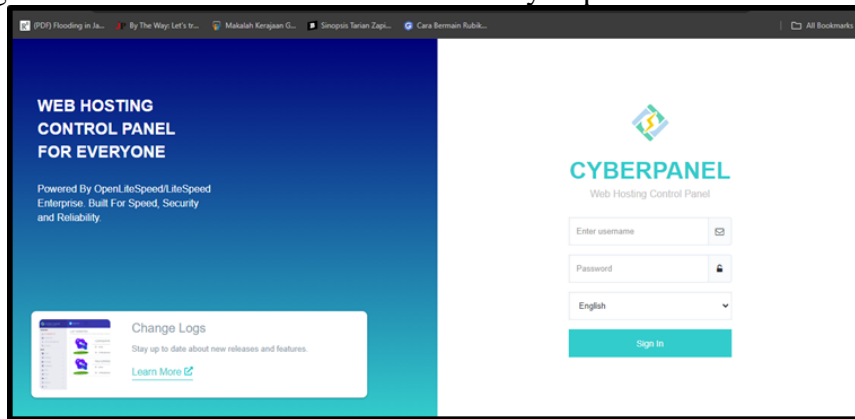 (PDF) Flooding in Ja...
By The Way: Let's tr...
Makalah Kerajaan G...
Sinopsis Tarian Zapi...
Cara Bermain Rubik...
All Bookmarks
WEB HOSTING
CONTROL PANEL
FOR EVERYONE
Powered By OpenLiteSpeed/LiteSpeed
Enterprise. Built For Speed, Security
and Reliability.
Change Logs
Stay up to date about new releases and features.
Learn More
CYBERPANEL
Web Hosting Control Panel
Enter username
Password
English
Sign In